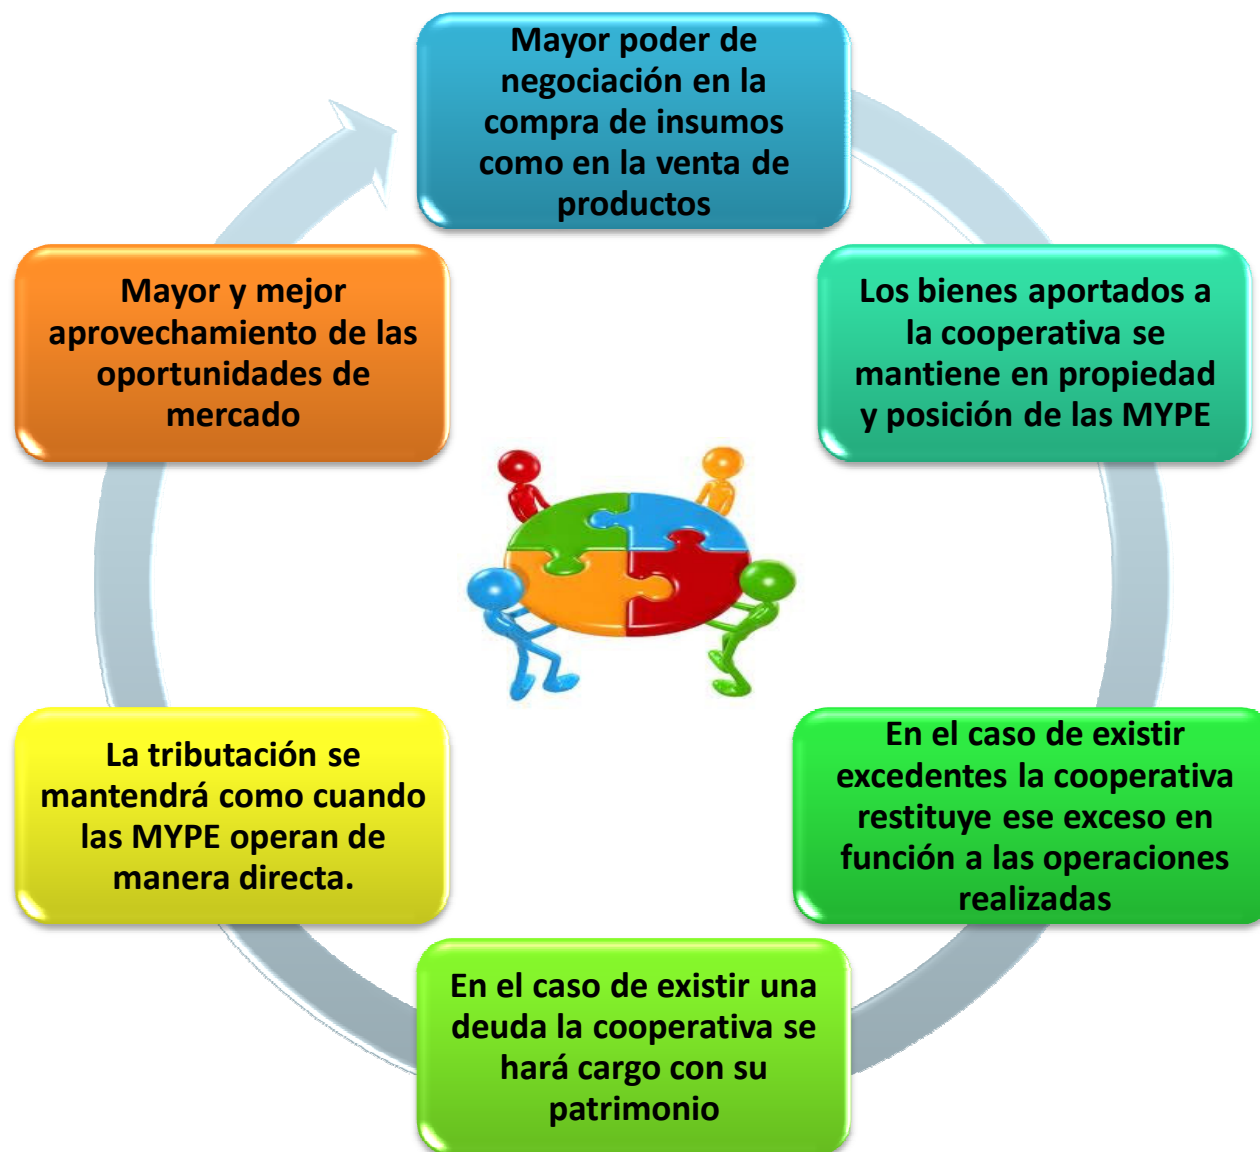 Mayor poder de
negociación en la
compra de insumos
como en la venta de
productos
Los bienes aportados a
la cooperativa se
mantiene en propiedad
y posición de las MYPE
En el caso de existir
excedentes la cooperativa
restituye ese exceso en
función a las operaciones
realizadas
En el caso de existir una
deuda la cooperativa se
hará cargo con su
patrimonio
La tributación se
mantendrá como cuando
las MYPE operan de
manera directa.
Mayor y mejor
aprovechamiento de las
oportunidades de
mercado